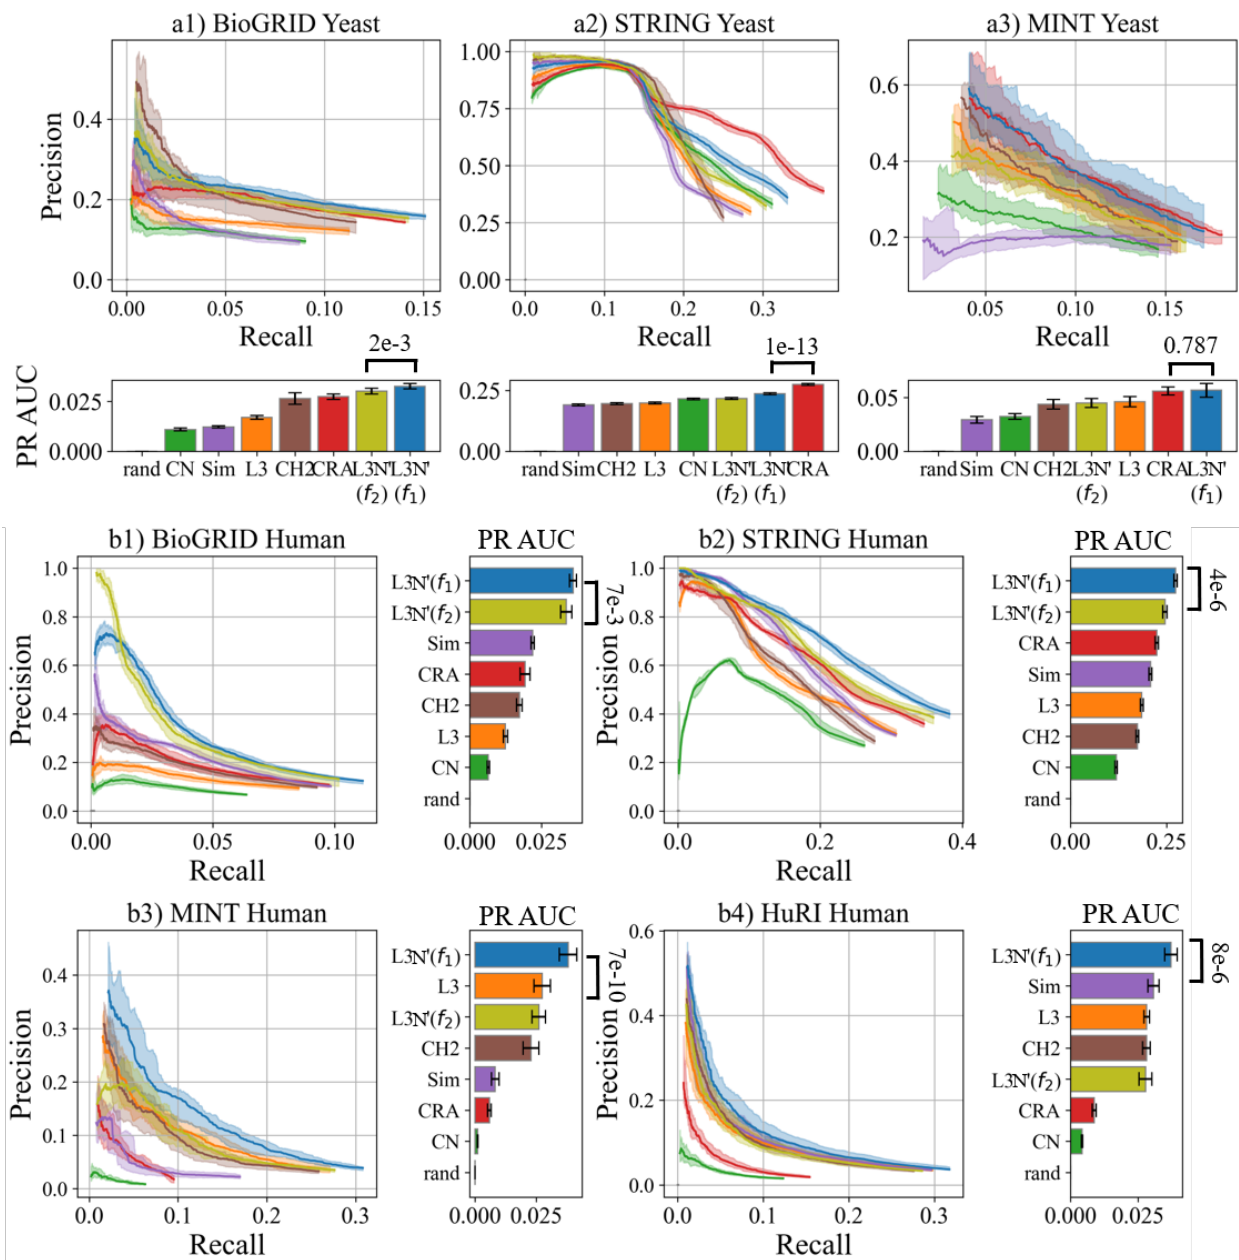 a1) BioGRID Yeast
a2) STRING Yeast
a3) MINT Yeast
Precision
0.4
0.2
0.0
0.00
0.05
0.10
0.15
Recall
1.00
0.75
0.50
0.25
0.00
0.0
0.1
0.2
0.3
Recall
0.6
0.4
0.2
0.05
0.10
0.15
Recall
PR AUC
2e-3
0.025
0.000
rand CN Sim L3 CH2 CRA L3N' L3N'
(f2) (f1)
1e-13
0.25
0.00
rand Sim CH2 L3 CN L3N' L3N' CRA
(f2) (f1)
0.787
0.05
0.00
rand Sim CN CH2 L3N' L3 CRA L3N'
(f2) (f1)
b1) BioGRID Human
Precision
1.0
0.8
0.6
0.4
0.2
0.0
0.00
0.05
0.10
Recall
PR AUC
L3N'(f1)
L3N'(f2)
Sim
CRA
CH2
L3
CN
rand
7e-3
0.000
0.025
b2) STRING Human
Precision
1.0
0.8
0.6
0.4
0.2
0.0
0.0
0.2
0.4
Recall
PR AUC
L3N'(f1)
L3N'(f2)
CRA
Sim
L3
CH2
CN
rand
4e-6
0.00
0.25
b3) MINT Human
Precision
0.4
0.3
0.2
0.1
0.0
0.0
0.1
0.2
0.3
Recall
PR AUC
L3N'(f1)
L3
L3N'(f2)
CH2
Sim
CRA
CN
rand
7e-10
0.000
0.025
b4) HuRI Human
Precision
0.6
0.4
0.2
0.0
0.0
0.1
0.2
0.3
Recall
PR AUC
L3N'(f1)
Sim
L3
CH2
L3N'(f2)
CRA
CN
rand
8e-6
0.000
0.025